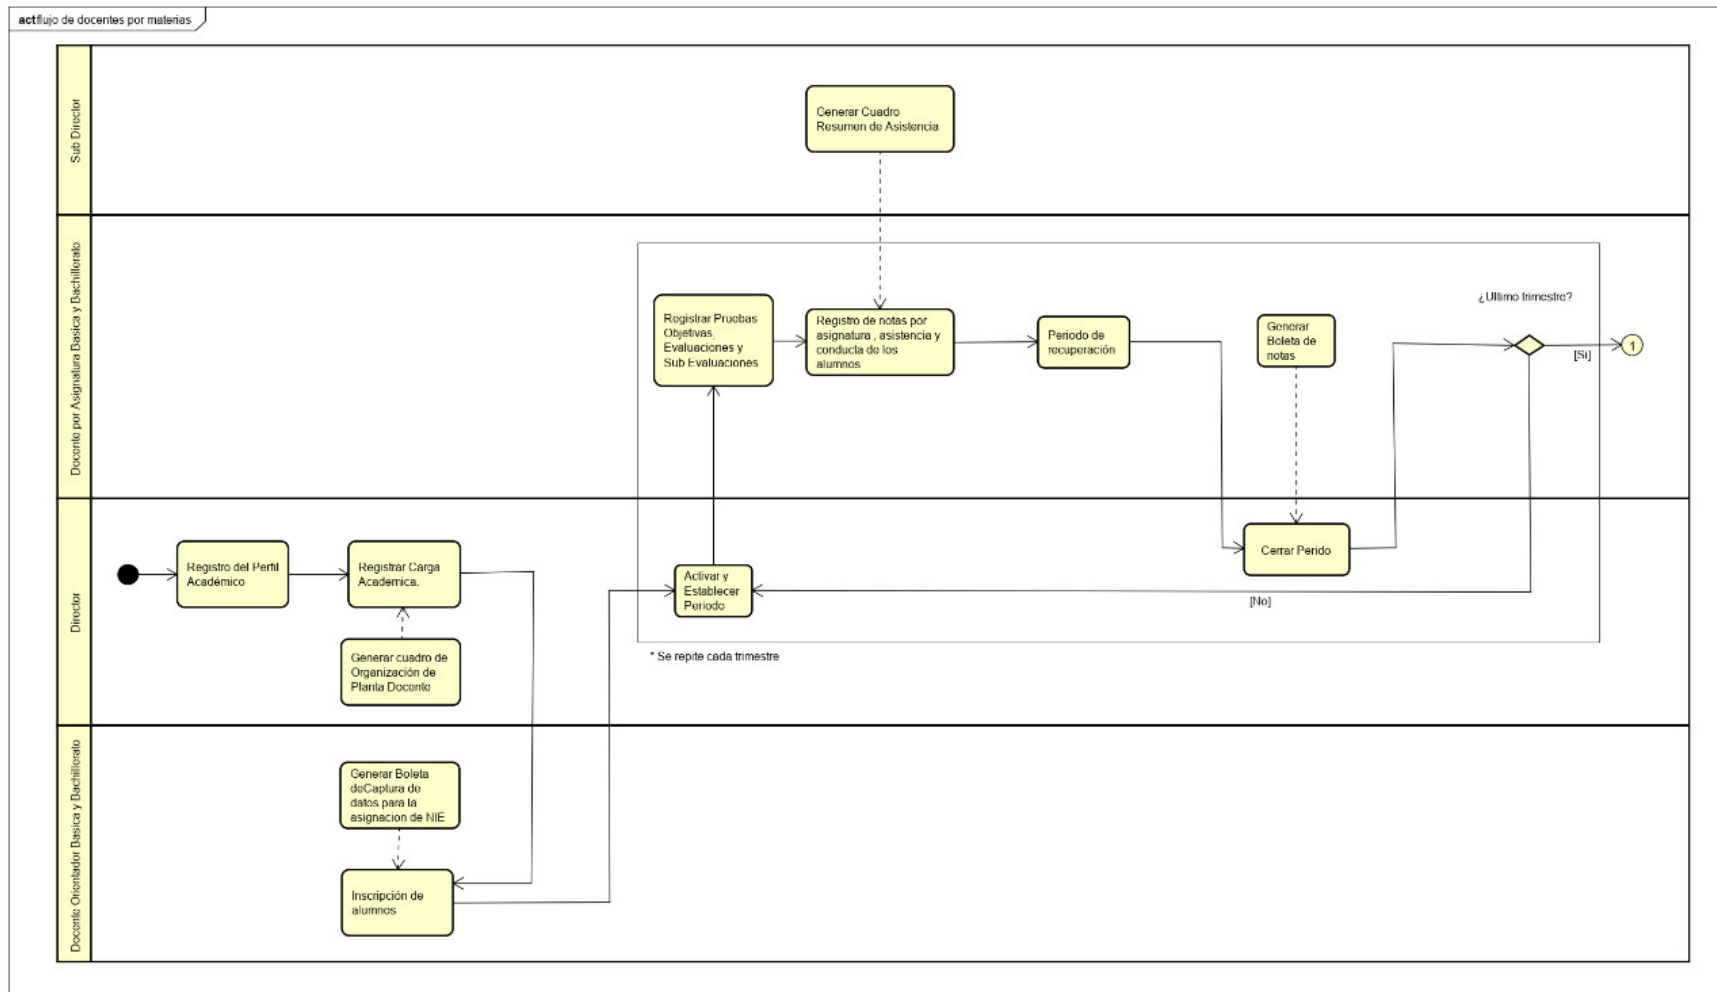 act flujo de docentes por materias
Sub Director
Generar Cuadro
Resumen de Asistencia
Docente por Asignatura Basica y Bachillerato
Registrar Pruebas
Objetivas,
Evaluaciones y
Sub Evaluaciones
Registro de notas por
asignatura , asistencia y
conducta de los
alumnos
Periodo de
recuperación
Generar
Boleta de
notas
¿Ultimo trimestre?
[Si]
1
Director
Registro del Perfil
Académico
Registrar Carga
Academica.
Generar cuadro de
Organización de
Planta Docente
Activar y
Establecer
Periodo
Cerrar Perido
[No]
* Se repite cada trimestre
Docente Orientador Basica y Bachillerato
Generar Boleta
deCaptura de
datos para la
asignacion de NIE
Inscripción de
alumnos